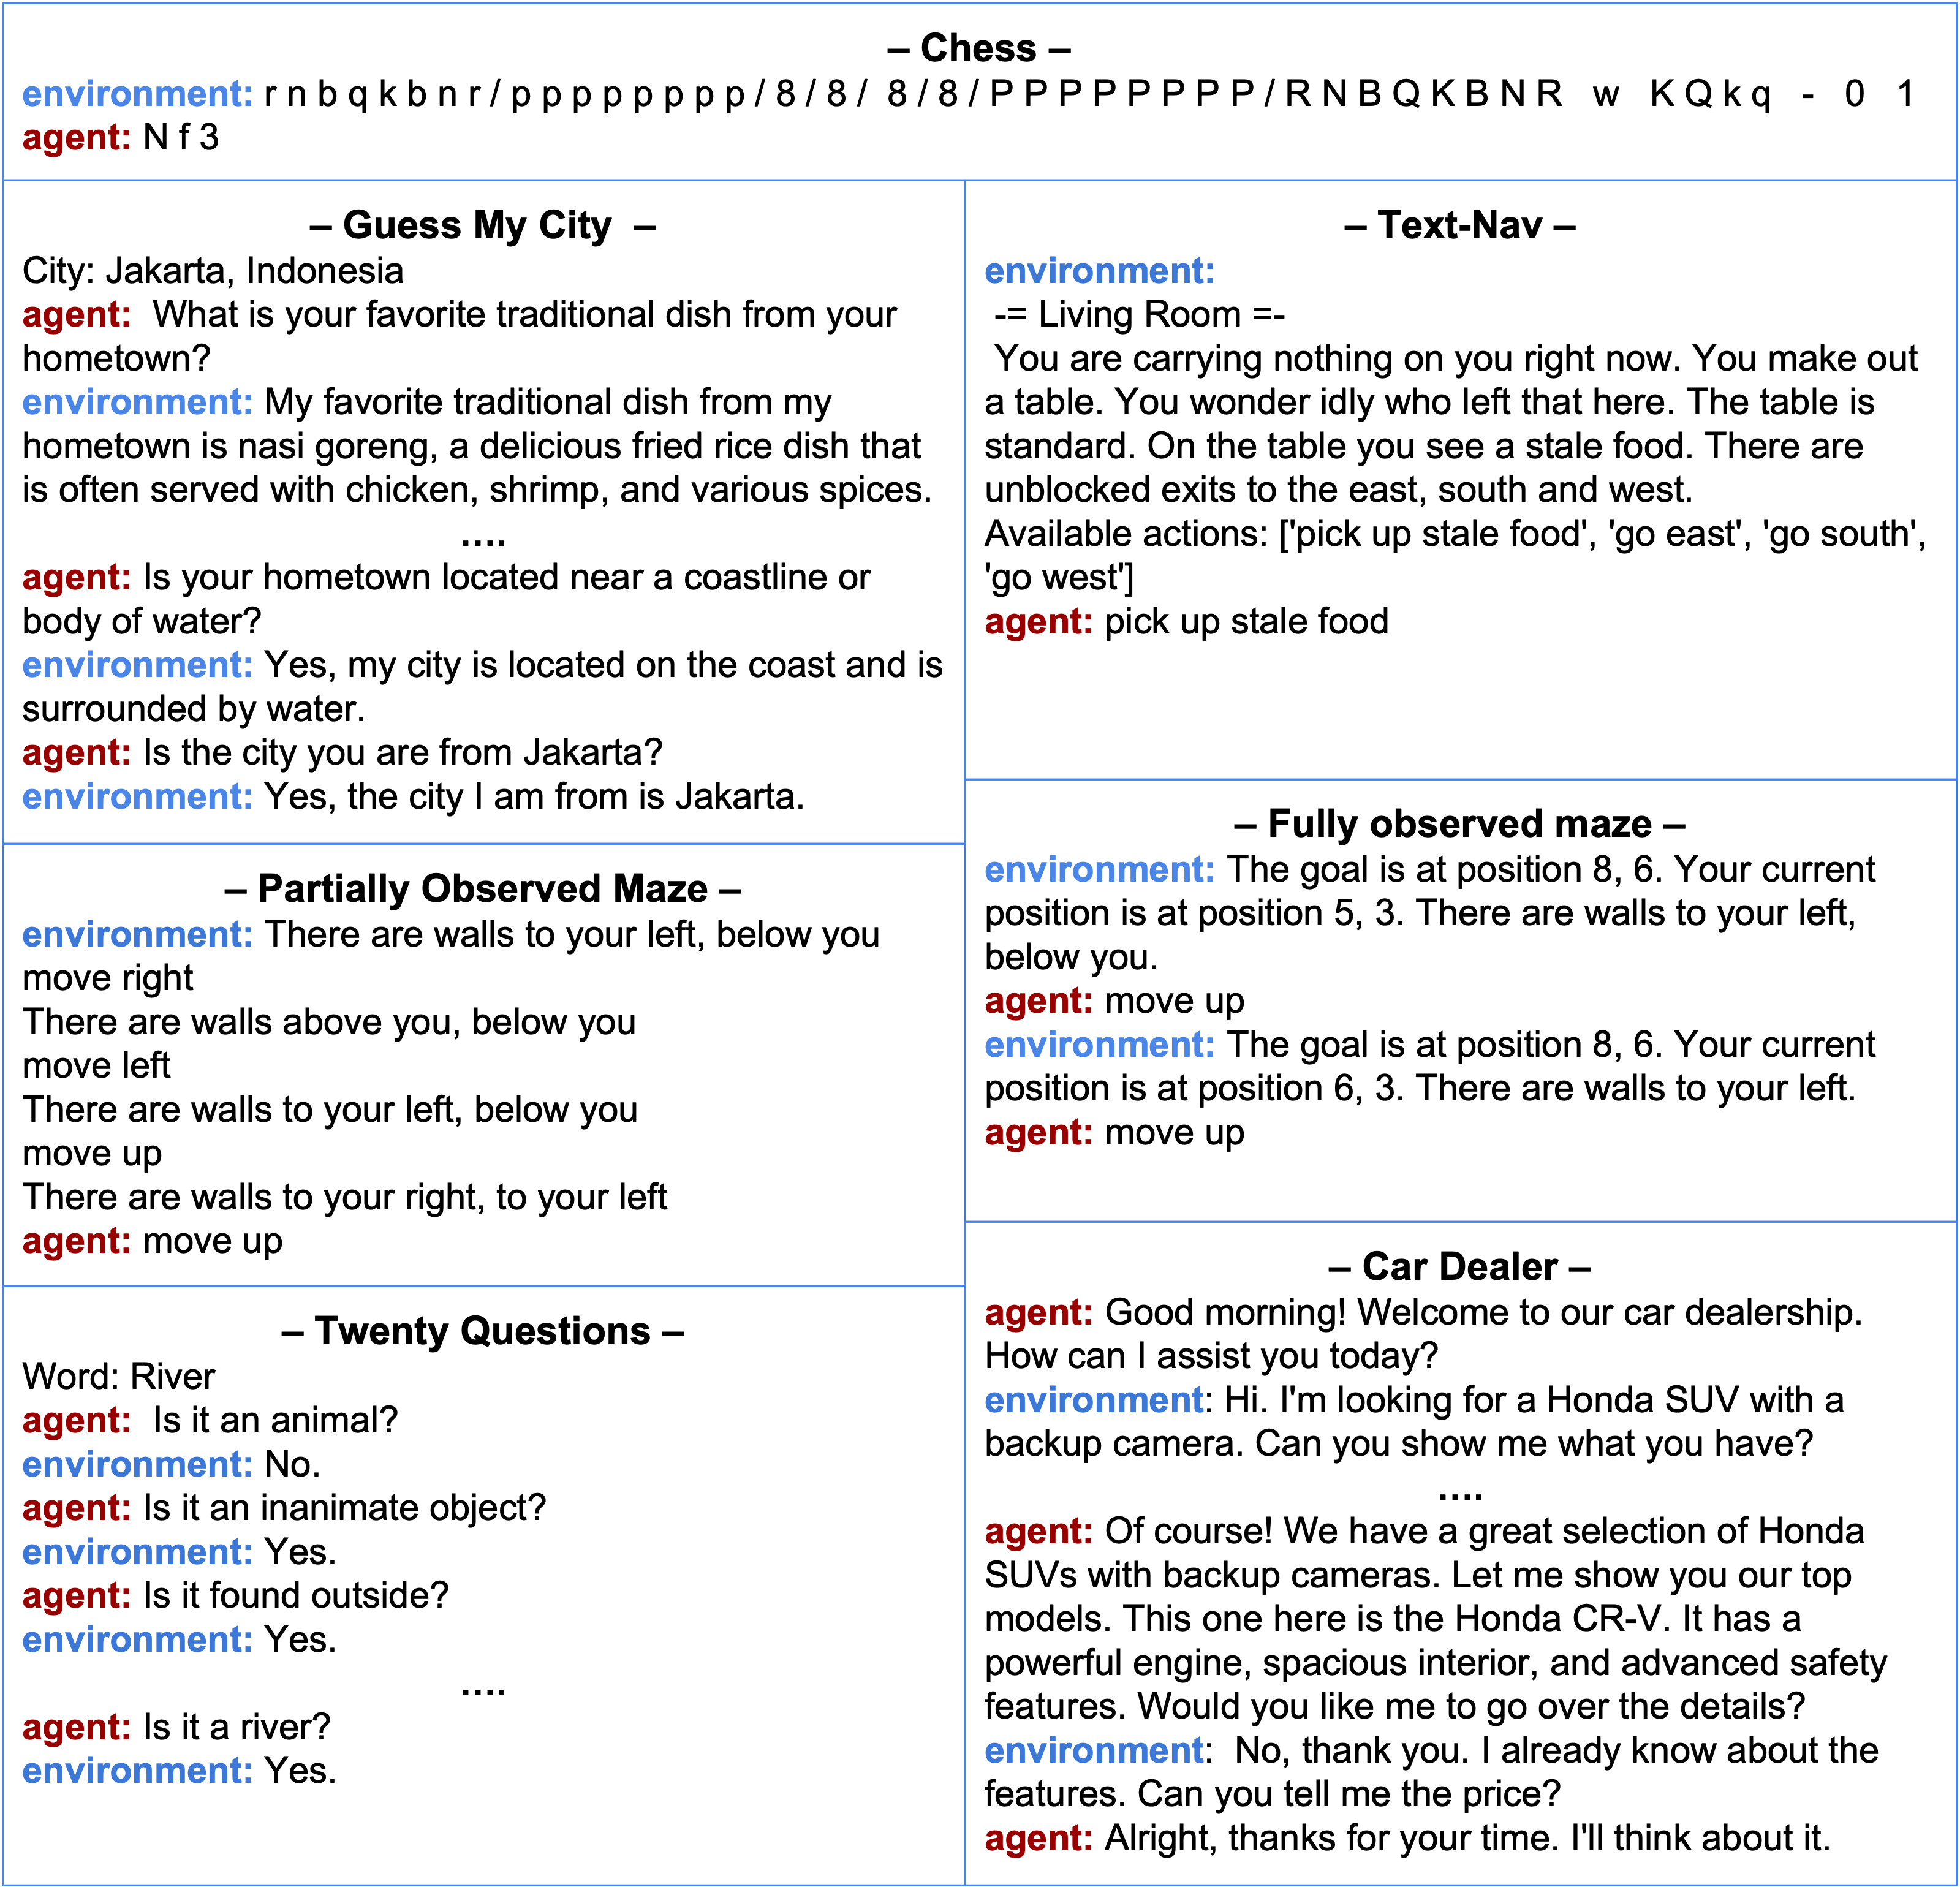 – Chess –
environment: r n b q k b n r / p p p p p p p p / 8 / 8 / 8 / 8 / P P P P P P P P / R N B Q K B N R w K Q k q - 0 1
agent: N f 3
– Guess My City –
City: Jakarta, Indonesia
agent: What is your favorite traditional dish from your
hometown?
environment: My favorite traditional dish from my
hometown is nasi goreng, a delicious fried rice dish that
is often served with chicken, shrimp, and various spices.
....
agent: Is your hometown located near a coastline or
body of water?
environment: Yes, my city is located on the coast and is
surrounded by water.
agent: Is the city you are from Jakarta?
environment: Yes, the city I am from is Jakarta.
– Partially Observed Maze –
environment: There are walls to your left, below you
move right
There are walls above you, below you
move left
There are walls to your left, below you
move up
There are walls to your right, to your left
agent: move up
– Twenty Questions –
Word: River
agent: Is it an animal?
environment: No.
agent: Is it an inanimate object?
environment: Yes.
agent: Is it found outside?
environment: Yes.
....
agent: Is it a river?
environment: Yes.
– Text-Nav –
environment:
-= Living Room =-
You are carrying nothing on you right now. You make out
a table. You wonder idly who left that here. The table is
standard. On the table you see a stale food. There are
unblocked exits to the east, south and west.
Available actions: ['pick up stale food', 'go east', 'go south',
'go west']
agent: pick up stale food
– Fully observed maze –
environment: The goal is at position 8, 6. Your current
position is at position 5, 3. There are walls to your left,
below you.
agent: move up
environment: The goal is at position 8, 6. Your current
position is at position 6, 3. There are walls to your left.
agent: move up
– Car Dealer –
agent: Good morning! Welcome to our car dealership.
How can I assist you today?
environment: Hi. I'm looking for a Honda SUV with a
backup camera. Can you show me what you have?
....
agent: Of course! We have a great selection of Honda
SUVs with backup cameras. Let me show you our top
models. This one here is the Honda CR-V. It has a
powerful engine, spacious interior, and advanced safety
features. Would you like me to go over the details?
environment: No, thank you. I already know about the
features. Can you tell me the price?
agent: Alright, thanks for your time. I'll think about it.